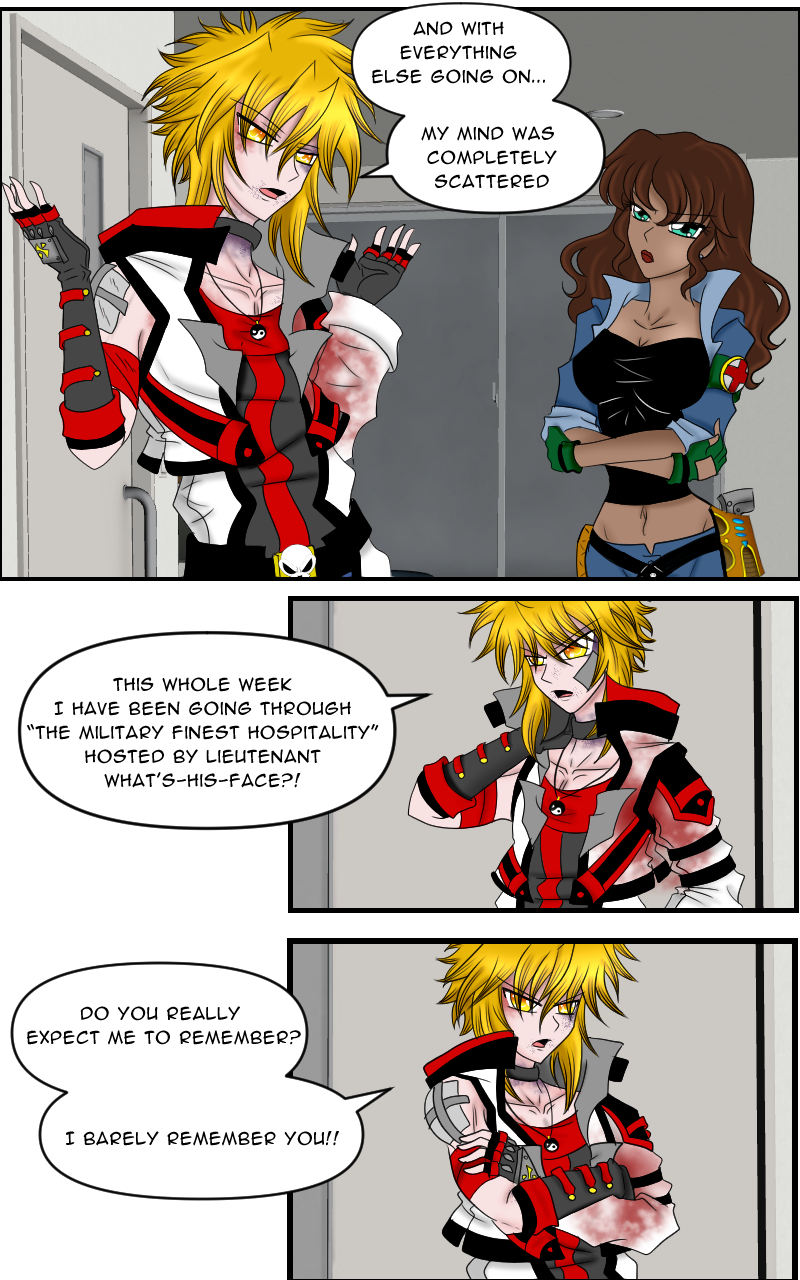 AND WITH
EVERYTHING
ELSE GOING ON...
MY MIND WAS
COMPLETELY
SCATTERED
THIS WHOLE WEEK
I HAVE BEEN GOING THROUGH
"THE MILITARY FINEST HOSPITALITY"
HOSTED BY LIEUTENANT
WHAT'S-HIS-FACE?!
DO YOU REALLY
EXPECT ME TO REMEMBER?
I BARELY REMEMBER YOU!!